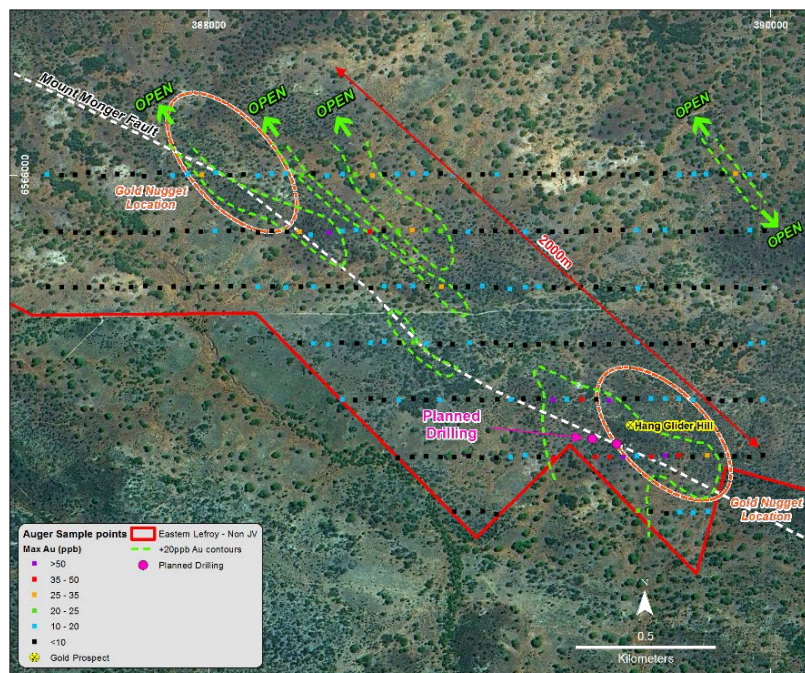 388000
390000
6566000
Mount Monger Fault
OPEN
OPEN
OPEN
OPEN
OPEN
Gold Nugget
Location
2000m
Planned
Drilling
Hang Glider Hill
Gold Nugget
Location
Auger Sample points
Max Au (ppb)
>50
35 - 50
25 - 35
20 - 25
10 - 20
<10
Gold Prospect
Eastern Lefroy - Non JV
+20ppb Au contours
Planned Drilling
N
0.5
Kilometers